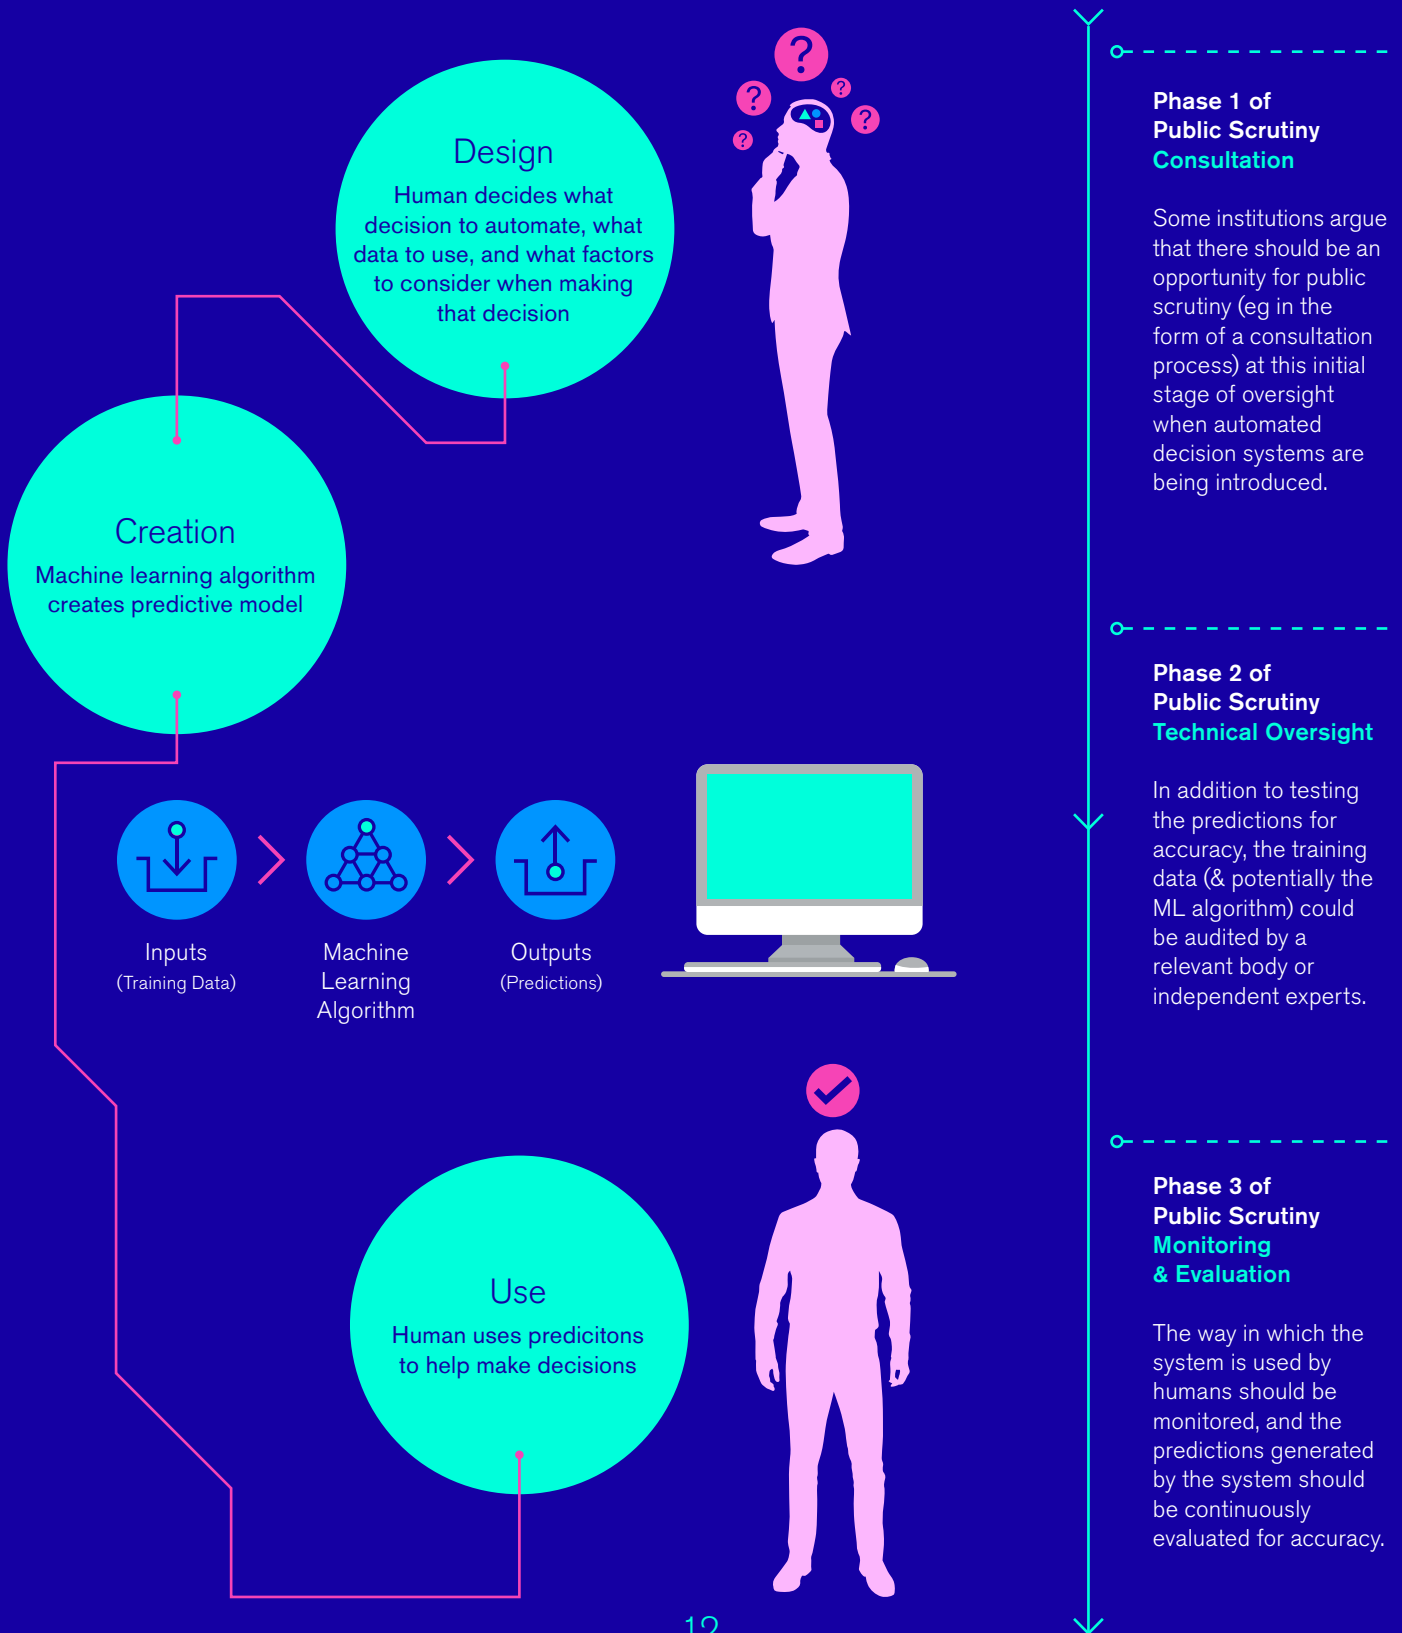 Design
Human decides what
decision to automate, what
data to use, and what factors
to consider when making
that decision
?
?
?
?
?
Creation
Machine learning algorithm
creates predictive model
Inputs
(Training Data)
Machine
Learning
Algorithm
Outputs
(Predictions)
Use
Human uses predicitons
to help make decisions
Phase 1 of
Public Scrutiny
Consultation
Some institutions argue
that there should be an
opportunity for public
scrutiny (eg in the
form of a consultation
process) at this initial
stage of oversight
when automated
decision systems are
being introduced.
Phase 2 of
Public Scrutiny
Technical Oversight
In addition to testing
the predictions for
accuracy, the training
data (& potentially the
ML algorithm) could
be audited by a
relevant body or
independent experts.
Phase 3 of
Public Scrutiny
Monitoring
& Evaluation
The way in which the
system is used by
humans should be
monitored, and the
predictions generated
by the system should
be continuously
evaluated for accuracy.
12